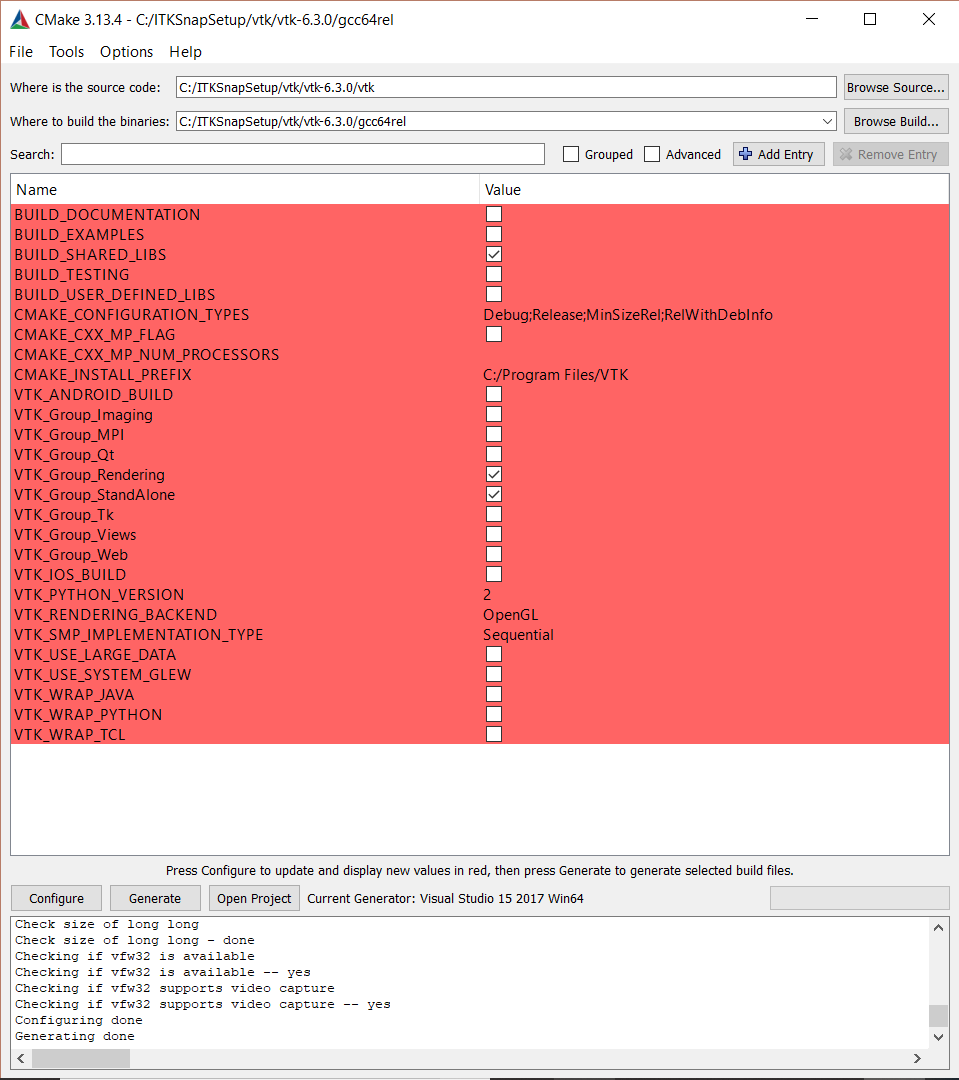 CMake 3.13.4 - C:/ITKSnapSetup/vtk/vtk-6.3.0/gcc64rel
File Tools Options Help
Where is the source code: C:/ITKSnapSetup/vtk/vtk-6.3.0/vtk Browse Source...
Where to build the binaries: C:/ITKSnapSetup/vtk/vtk-6.3.0/gcc64rel Browse Build...
Search: Grouped Advanced Add Entry Remove Entry
Name Value
BUILD_DOCUMENTATION
BUILD_EXAMPLES
BUILD_SHARED_LIBS
BUILD_TESTING
BUILD_USER_DEFINED_LIBS
CMAKE_CONFIGURATION_TYPES Debug;Release;MinSizeRel;RelWithDebInfo
CMAKE_CXX_MP_FLAG
CMAKE_CXX_MP_NUM_PROCESSORS
CMAKE_INSTALL_PREFIX C:/Program Files/VTK
VTK_ANDROID_BUILD
VTK_Group_Imaging
VTK_Group_MPI
VTK_Group_Qt
VTK_Group_Rendering
VTK_Group_StandAlone
VTK_Group_Tk
VTK_Group_Views
VTK_Group_Web
VTK_IOS_BUILD
VTK_PYTHON_VERSION 2
VTK_RENDERING_BACKEND OpenGL
VTK_SMP_IMPLEMENTATION_TYPE Sequential
VTK_USE_LARGE_DATA
VTK_USE_SYSTEM_GLEW
VTK_WRAP_JAVA
VTK_WRAP_PYTHON
VTK_WRAP_TCL
Press Configure to update and display new values in red, then press Generate to generate selected build files.
Configure Generate Open Project Current Generator: Visual Studio 15 2017 Win64
Check size of long long
Check size of long long - done
Checking if vfw32 is available
Checking if vfw32 is available -- yes
Checking if vfw32 supports video capture
Checking if vfw32 supports video capture -- yes
Configuring done
Generating done